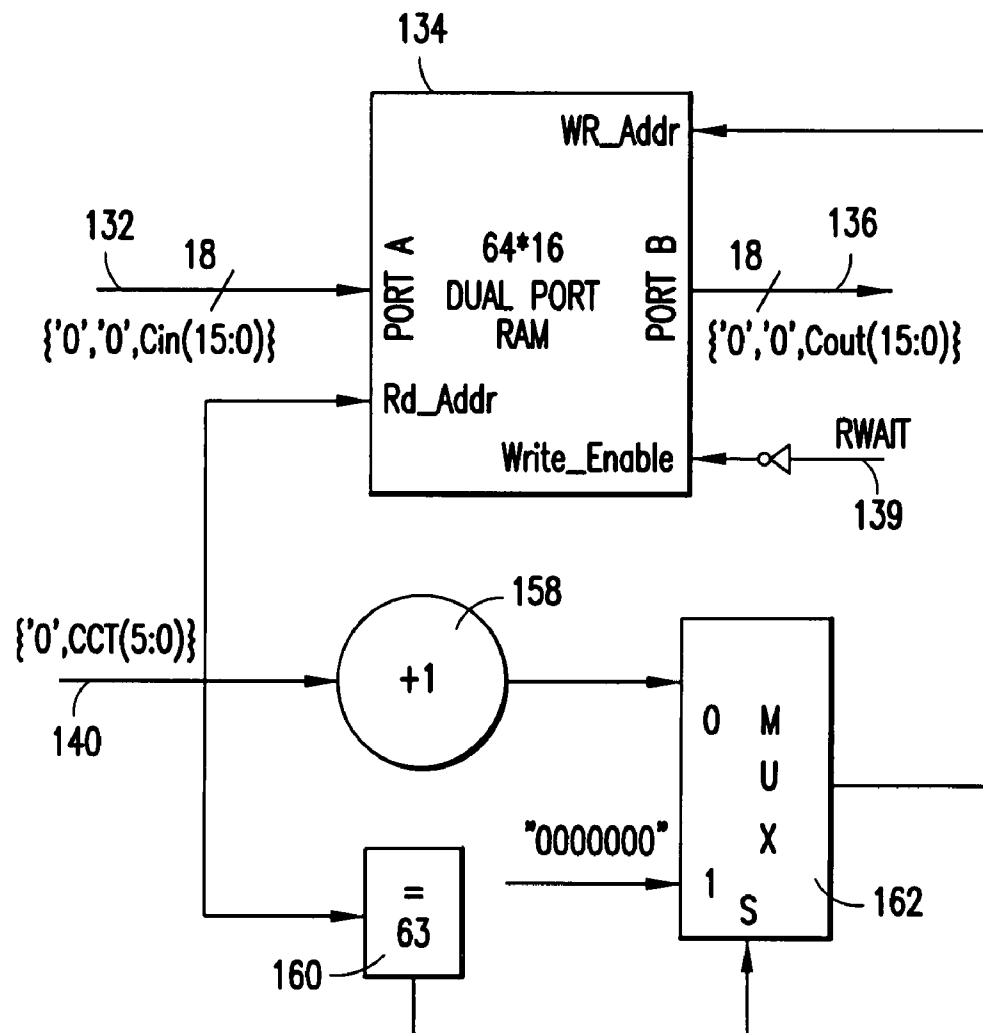 134
WR_Addr
132
18
PORT A
64*16
DUAL PORT
RAM
PORT B
18
136
{'0','0',Cin(15:0)}
{'0','0',Cout(15:0)}
Rd_Addr
Write_Enable
RWAIT
139
{'0',CCT(5:0)}
140
+1
158
0
MUX
"0000000"
1
S
162
=
63
160